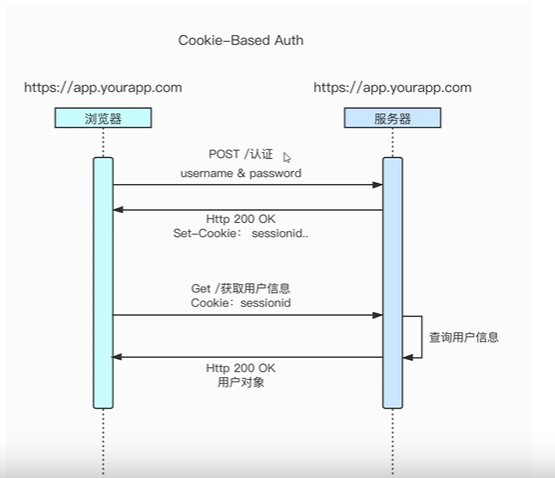 Cookie-Based Auth
https://app.yourapp.com
https://app.yourapp.com
浏览器
服务器
POST /认证
username & password
Http 200 OK
Set-Cookie： sessionid..
Get /获取用户信息
Cookie：sessionid
查询用户信息
Http 200 OK
用户对象